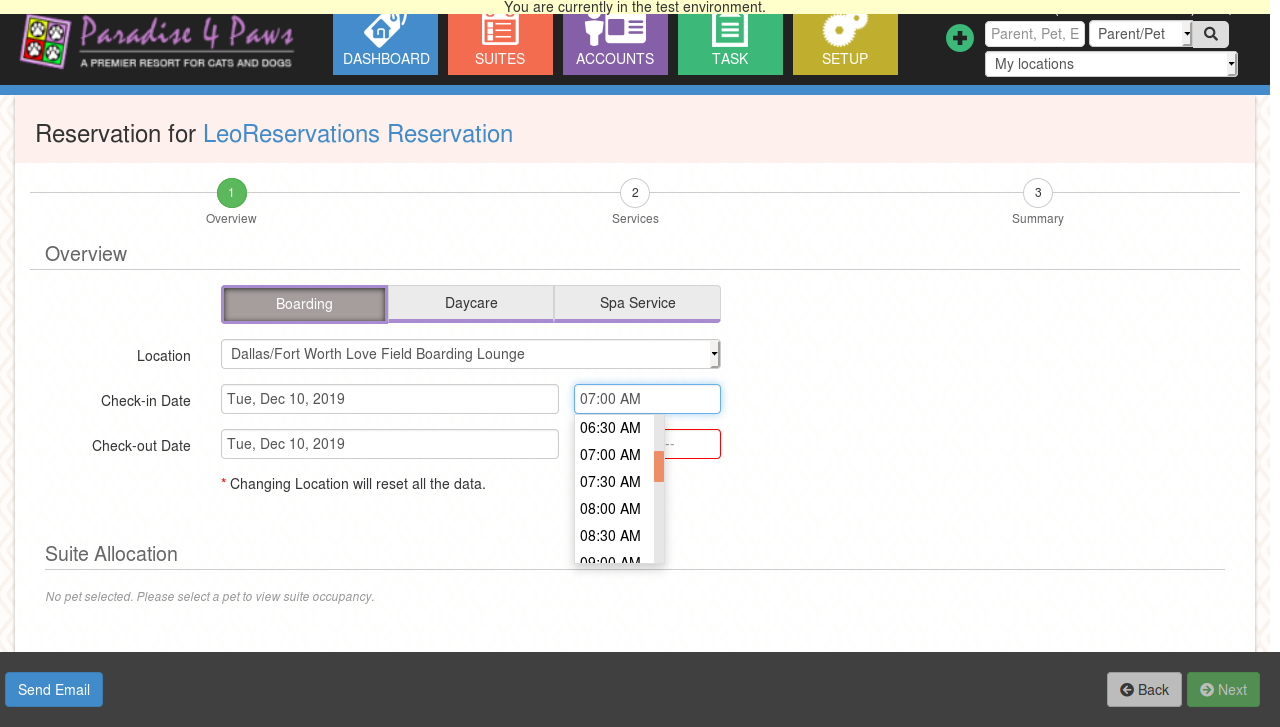 You are currently in the test environment.
Paradise 4 Paws
A PREMIER RESORT FOR CATS AND DOGS
DASHBOARD
SUITES
ACCOUNTS
TASK
SETUP
Parent, Pet, E
Parent/Pet
My locations
Reservation for LeoReservations Reservation
1
2
3
Overview
Services
Summary
Overview
Boarding
Daycare
Spa Service
Location
Dallas/Fort Worth Love Field Boarding Lounge
Check-in Date
Tue, Dec 10, 2019
07:00 AM
Check-out Date
Tue, Dec 10, 2019
--
06:30 AM
07:00 AM
07:30 AM
08:00 AM
08:30 AM
09:00 AM
* Changing Location will reset all the data.
Suite Allocation
No pet selected. Please select a pet to view suite occupancy.
Send Email
Back
Next